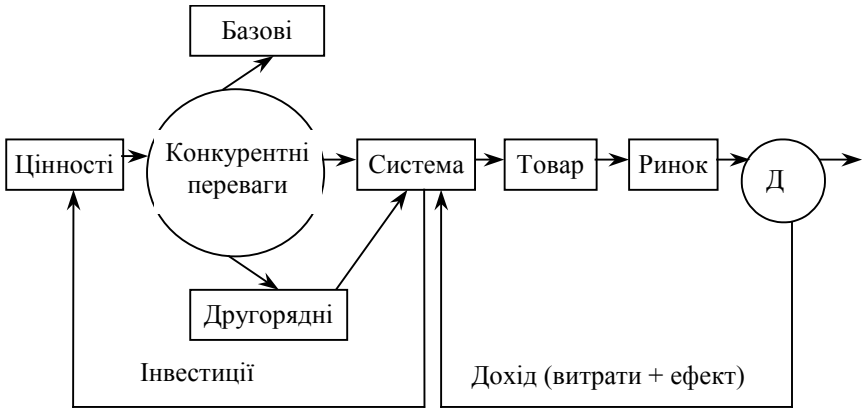 Базові
Цінності
Конкурентні
переваги
Система
Товар
Ринок
Д
Другорядні
Інвестиції
Дохід (витрати + ефект)